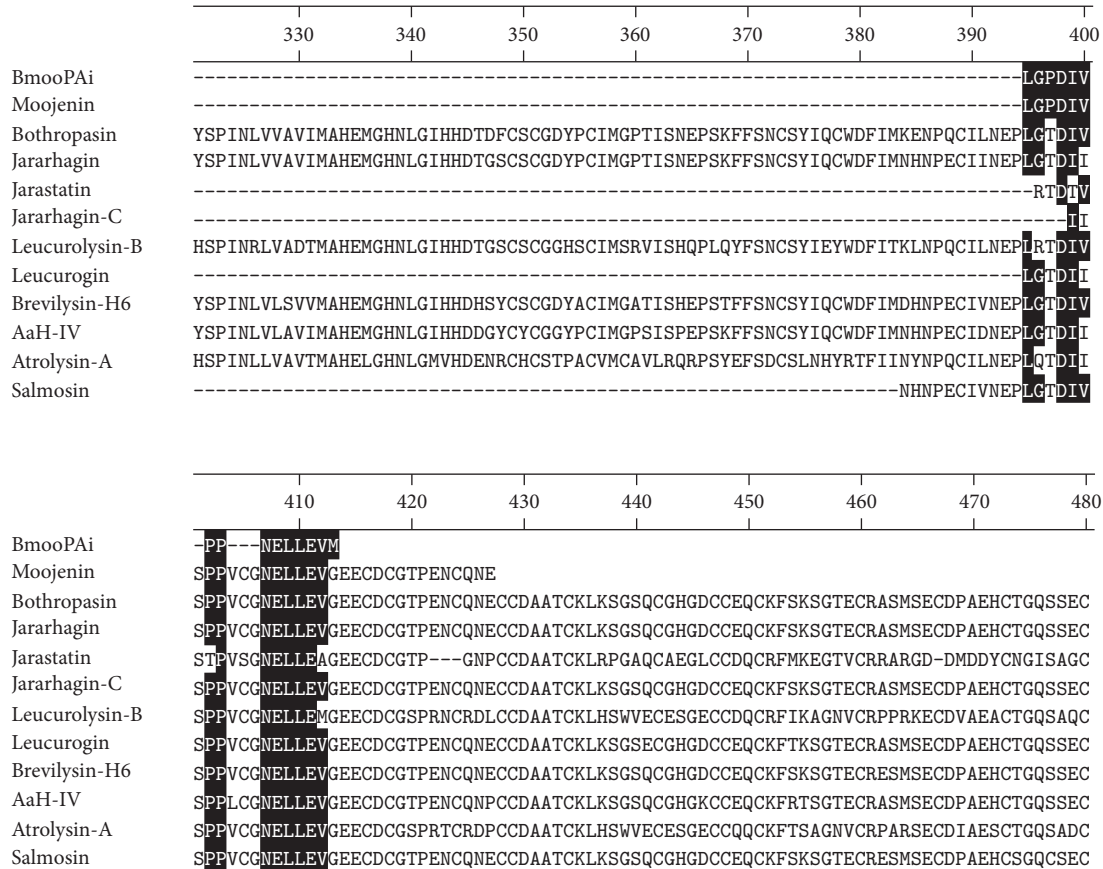 330 340 350 360 370 380 390 400
BmooPAi --------------------------------------------------------------------------LGPDIV
Moojenin --------------------------------------------------------------------------LGPDIV
Bothropasin YSPINLVVAVIMAHEMGHNLGIHHDTDFCSCGDYPCIMGPTISNEPSKFFSNCSYIQCWDFIMKENPQCILNEPLGTDIV
Jararhagin YSPINLVVAVIMAHEMGHNLGIHHDTGSCSCGDYPCIMGPTISNEPSKFFSNCSYIQCWDFIMNHNPECIINEPLGTDII
Jarastatin ---------------------------------------------------------------------------RTDTV
Jararhagin-C ------------------------------------------------------------------------------II
Leucurolysin-B HSPINRLVADTMAHEMGHNLGIHHDTGSCSCGGHSCIMSRVISHQPLQYFSNCSYIEYWDFITKLNPQCILNEPLRTDIV
Leucurogin --------------------------------------------------------------------------LGTDII
Brevilysin-H6 YSPINLVLSVVMAHEMGHNLGIHHDHSYCSCGDYACIMGATISHEPSTFFSNCSYIQCWDFIMDHNPECIVNEPLGTDIV
AaH-IV YSPINLVLAVIMAHEMGHNLGIHHDDGYCYCGGYPCIMGPSISPEPSKFFSNCSYIQCWDFIMNHNPECIDNEPLGTDII
Atrolysin-A HSPINLLVAVTMAHELGHNLGMVHDENRCHCSTPACVMCAVLRQRPSYEFSDCSLNHYRTFIINYNPQCILNEPLQTDII
Salmosin ---------------------------------------------------------------NHNPECIVNEPLGTDIV
410 420 430 440 450 460 470 480
BmooPAi -PP---NELLEVM
Moojenin SPPVCGNELLEVGEECDCGTPENCQNE
Bothropasin SPPVCGNELLEVGEECDCGTPENCQNECCDAATCKLKSGSQCGHGDCCEQCKFSKSGTECRASMSECDPAEHCTGQSSEC
Jararhagin SPPVCGNELLEVGEECDCGTPENCQNECCDAATCKLKSGSQCGHGDCCEQCKFSKSGTECRASMSECDPAEHCTGQSSEC
Jarastatin STPVSGNELLEAGEECDCGTP---GNPCCDAATCKLRPGAQCAEGLCCDQCRFMKEGTVCRRARGD-DMDDYCNGISAGC
Jararhagin-C SPPVCGNELLEVGEECDCGTPENCQNECCDAATCKLKSGSQCGHGDCCEQCKFSKSGTECRASMSECDPAEHCTGQSSEC
Leucurolysin-B SPPVCGNELLEMGEECDCGSPRNCRDLCCDAATCKLHSWVECESGECCDQCRFIKAGNVCRPPRKECDVAEACTGQSAQC
Leucurogin SPPVCGNELLEVGEECDCGTPENCQNECCDAATCKLKSGSECGHGDCCEQCKFTKSGTECRASMSECDPAEHCTGQSSEC
Brevilysin-H6 SPPVCGNELLEVGEECDCGTPENCQNECCDAATCKLKSGSQCGHGDCCEQCKFSKSGTECRESMSECDPAEHCTGQSSEC
AaH-IV SPPLCGNELLEVGEECDCGTPENCQNPCCDAATCKLKSGSQCGHGKCCEQCKFRTSGTECRASMSECDPAEHCTGQSSEC
Atrolysin-A SPPVCGNELLEVGEECDCGSPRTCRDPCCDAATCKLHSWVECESGECCQQCKFTSAGNVCRPARSECDIAESCTGQSADC
Salmosin SPPVCGNELLEVGEECDCGTPENCQNECCDAATCKLKSGSQCGHGDCCEQCKFSKSGTECRESMSECDPAEHCSGQCSEC